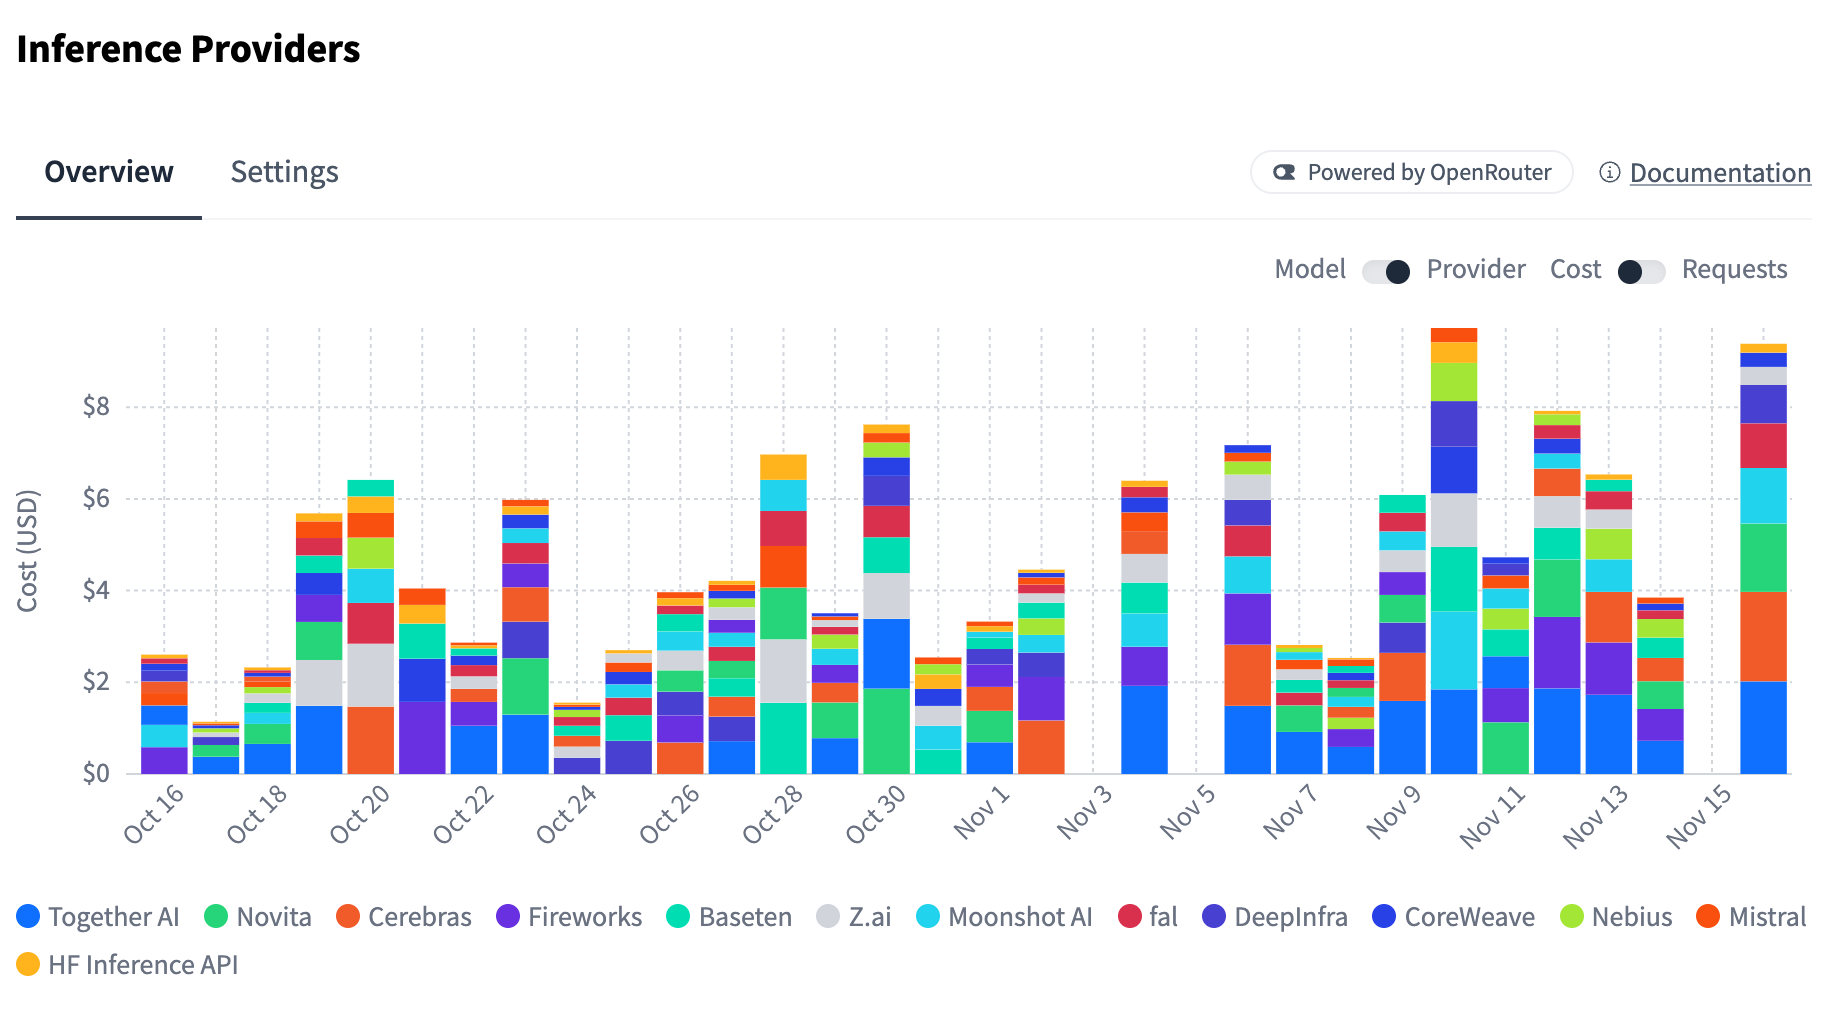 Inference Providers
Overview Settings Powered by OpenRouter Documentation
Model Provider Cost Requests
Cost (USD)
$8
$6
$4
$2
$0
Oct 16 Oct 18 Oct 20 Oct 22 Oct 24 Oct 26 Oct 28 Oct 30 Nov 1 Nov 3 Nov 5 Nov 7 Nov 9 Nov 11 Nov 13 Nov 15
Together AI Novita Cerebras Fireworks Baseten Z.ai Moonshot AI fal DeepInfra CoreWeave Nebius Mistral
HF Inference API